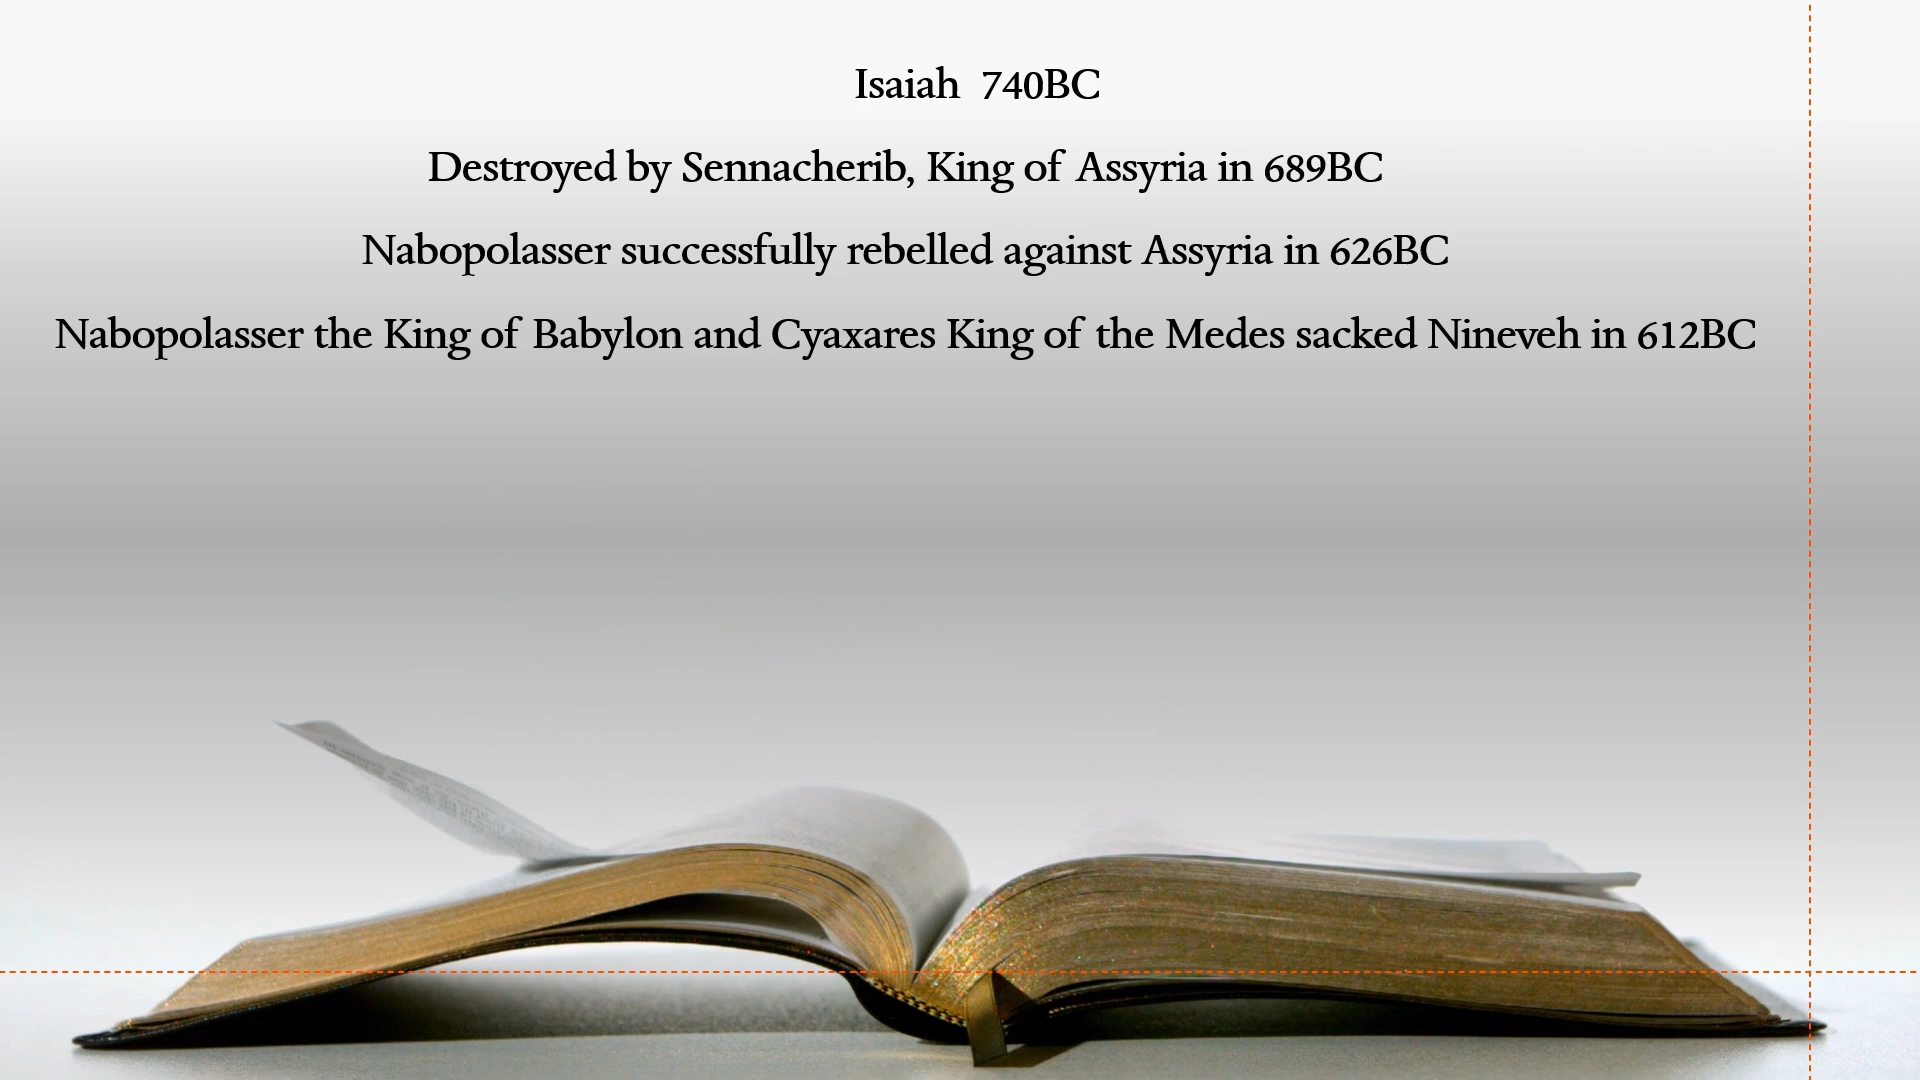 Isaiah  740BC
Destroyed by Sennacherib, King of Assyria in 689BC
Nabopolasser successfully rebelled against Assyria in 626BC
Nabopolasser the King of Babylon and Cyaxares King of the Medes sacked Nineveh in 612BC